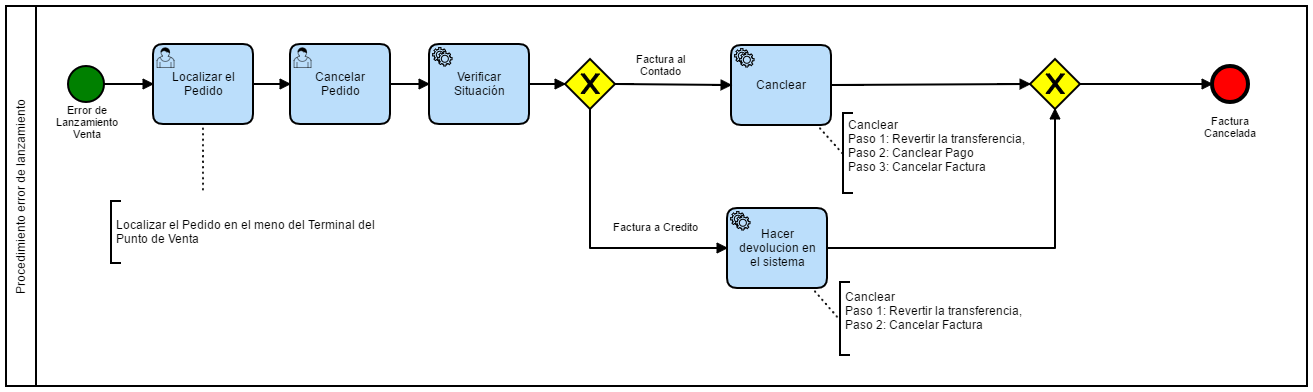 Procedimiento error de lanzamiento
Error de
Lanzamiento
Venta
Localizar el
Pedido
Cancelar
Pedido
Verificar
Situación
Factura al
Contado
Canclear
Factura
Cancelada
Canclear
Paso 1: Revertir la transferencia,
Paso 2: Canclear Pago
Paso 3: Cancelar Factura
Localizar el Pedido en el meno del Terminal del
Punto de Venta
Factura a Credito
Hacer
devolucion en
el sistema
Canclear
Paso 1: Revertir la transferencia,
Paso 2: Cancelar Factura